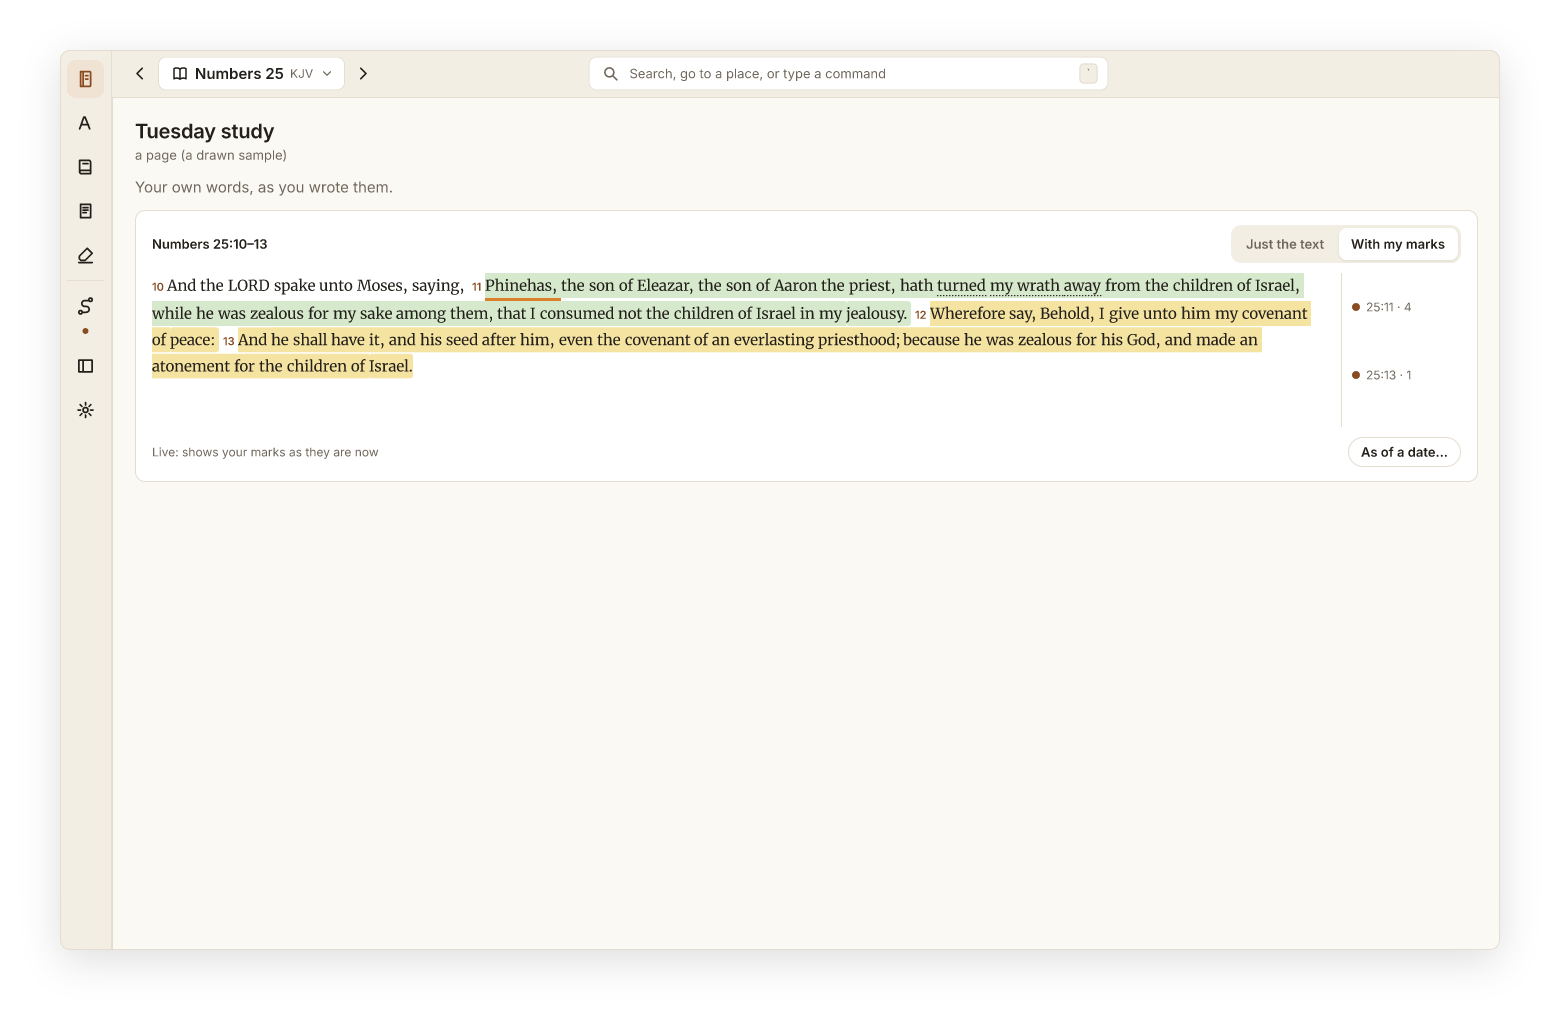 Numbers 25 KJV
Search, go to a place, or type a command
A
Tuesday study
a page (a drawn sample)
Your own words, as you wrote them.
Numbers 25:10–13
Just the text
With my marks
10 And the LORD spake unto Moses, saying, 11 Phinehas, the son of Eleazar, the son of Aaron the priest, hath turned my wrath away from the children of Israel,
while he was zealous for my sake among them, that I consumed not the children of Israel in my jealousy. 12 Wherefore say, Behold, I give unto him my covenant
of peace: 13 And he shall have it, and his seed after him, even the covenant of an everlasting priesthood; because he was zealous for his God, and made an
atonement for the children of Israel.
25:11 · 4
25:13 · 1
Live: shows your marks as they are now
As of a date...